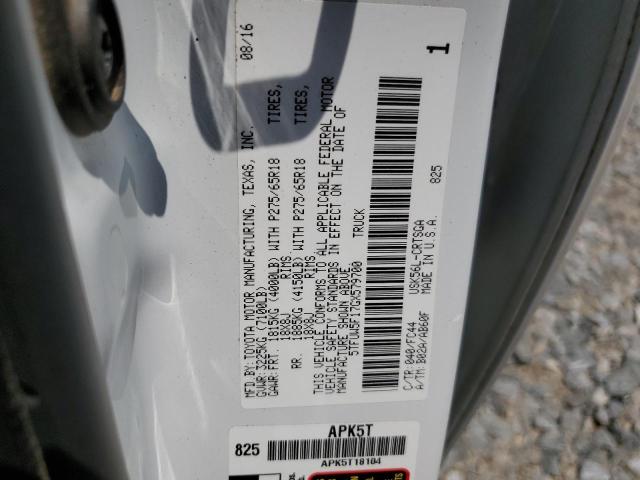 MFD.BY:TOYOTA MOTOR MANUFACTURING, TEXAS, INC. 08/16
GVWR:3225KG(7100LB)
GAWR:FRT. 1815KG (4000LB) WITH P275/65R18 TIRES,
18X8J RIMS
RR. 1885KG (4150LB) WITH P275/65R18 TIRES,
18X8J RIMS
THIS VEHICLE CONFORMS TO ALL APPLICABLE FEDERAL MOTOR
VEHICLE SAFETY STANDARDS IN EFFECT ON THE DATE OF
MANUFACTURE SHOWN ABOVE.
5TFUW5F17GX579700 TRUCK
C/TR:040/FC44 USK56L-CRTSGA 825
A/TM:B02A/AB60F MADE IN U.S.A.
1
825 APK5T
APK5T18104